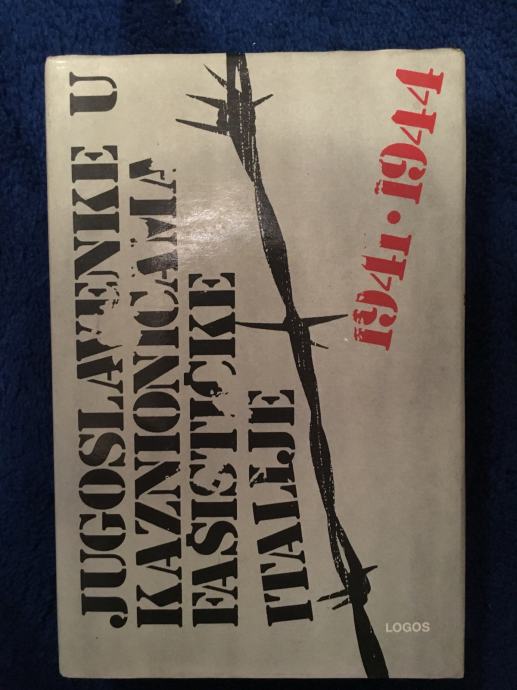 JUGOSLAVENKE U
KAZNIONICAMA
FAŠISTIČKE
ITALIJE
1941·1944
LOGOS